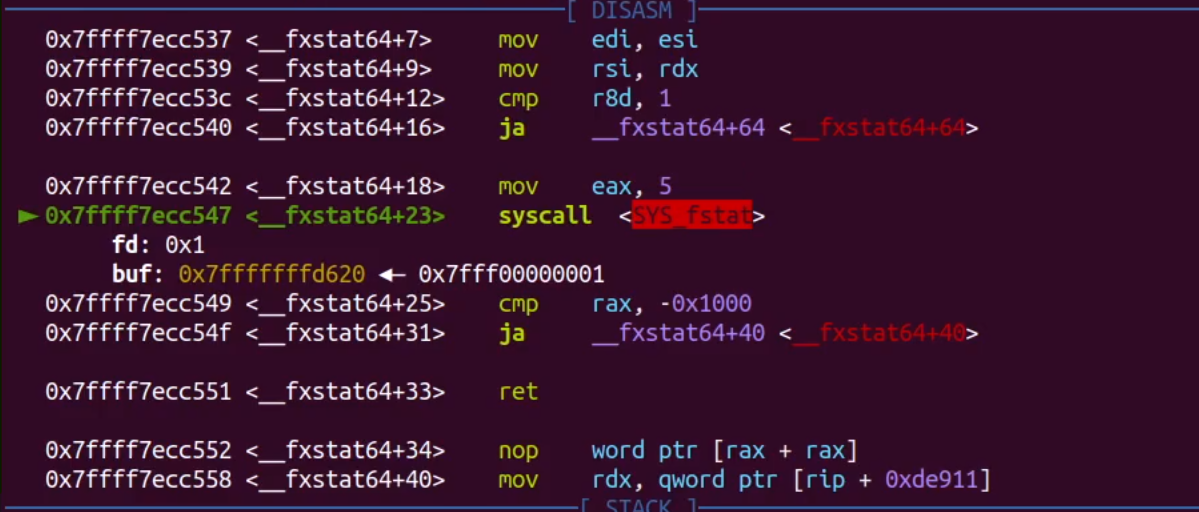 [ DISASM ]
0x7ffff7ecc537 <__fxstat64+7> mov edi, esi
0x7ffff7ecc539 <__fxstat64+9> mov rsi, rdx
0x7ffff7ecc53c <__fxstat64+12> cmp r8d, 1
0x7ffff7ecc540 <__fxstat64+16> ja __fxstat64+64 <__fxstat64+64>
0x7ffff7ecc542 <__fxstat64+18> mov eax, 5
► 0x7ffff7ecc547 <__fxstat64+23> syscall <SYS_fstat>
fd: 0x1
buf: 0x7fffffffd620 ◄— 0x7fff00000001
0x7ffff7ecc549 <__fxstat64+25> cmp rax, -0x1000
0x7ffff7ecc54f <__fxstat64+31> ja __fxstat64+40 <__fxstat64+40>
0x7ffff7ecc551 <__fxstat64+33> ret
0x7ffff7ecc552 <__fxstat64+34> nop word ptr [rax + rax]
0x7ffff7ecc558 <__fxstat64+40> mov rdx, qword ptr [rip + 0xde911]
[ STACK ]